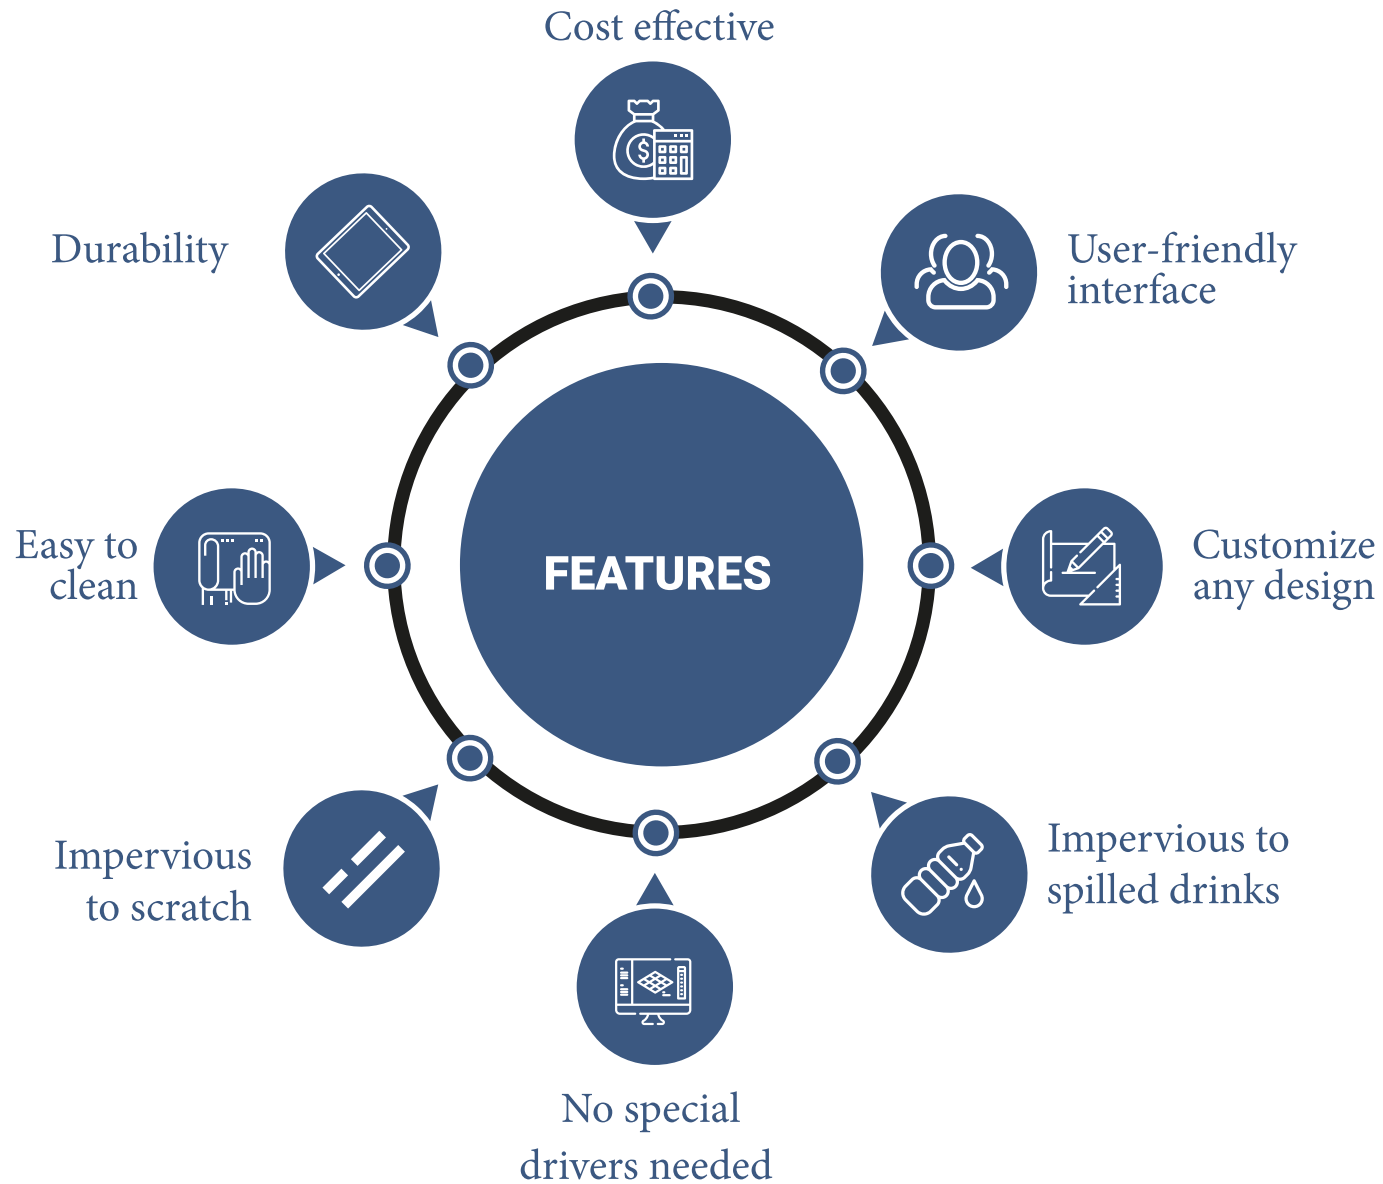 Cost effective
Durability
User-friendly
interface
Easy to
clean
FEATURES
Customize
any design
Impervious
to scratch
Impervious to
spilled drinks
No special
drivers needed